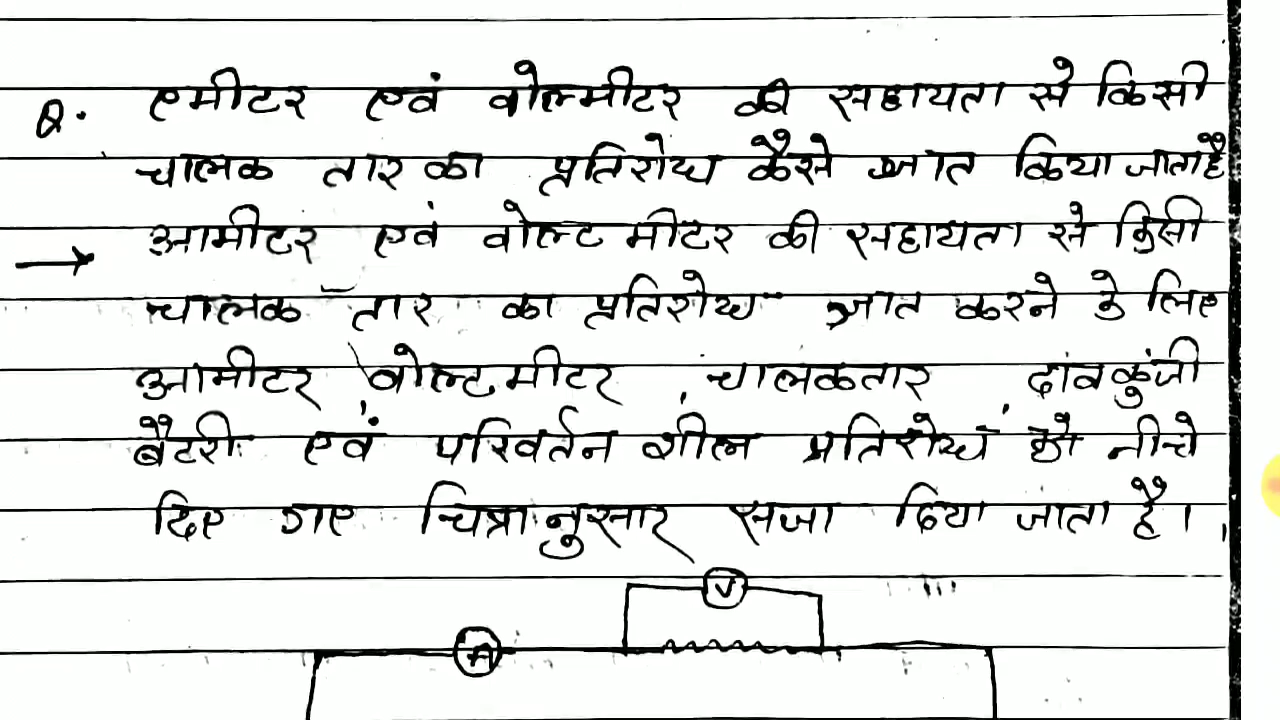 Q. एमीटर एवं वोल्मीटर की सहायता से किसी
चालक तार का प्रतिरोध कैसे ज्ञात किया जाता है
→ आमीटर एवं वोल्ट मीटर की सहायता से किसी
चालक तार का प्रतिरोध ज्ञात करने के लिए
आमीटर, वोल्टमीटर, चालकतार, दांबकुंजी
बैटरी एवं परिवर्तन शील प्रतिरोध को नीचे
दिए गए चित्रानुसार सजा दिया जाता है।
V
A